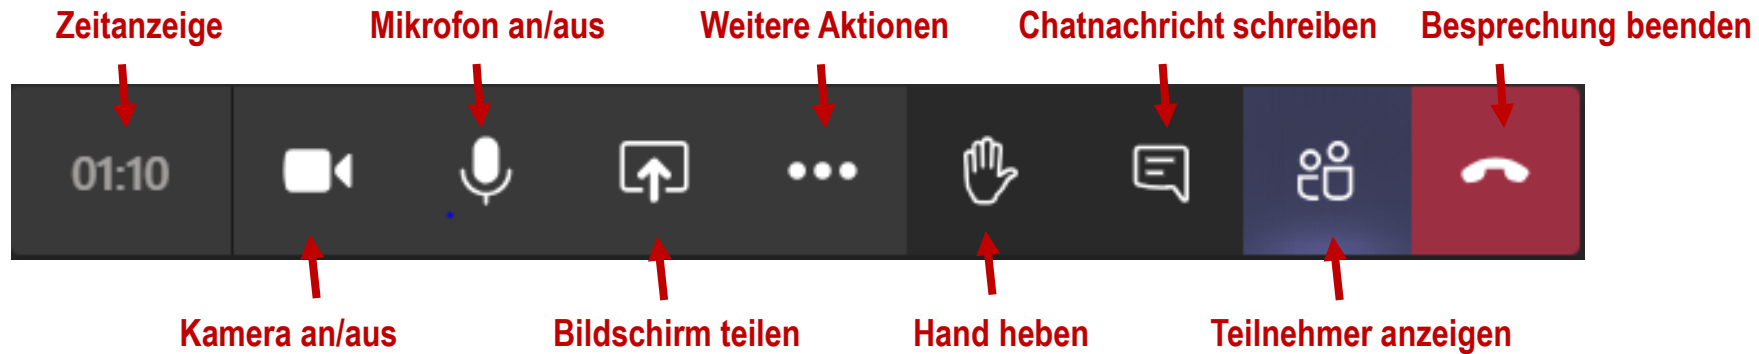 Zeitanzeige
Mikrofon an/aus
Weitere Aktionen
Chatnachricht schreiben
Besprechung beenden
01:10
Kamera an/aus
Bildschirm teilen
Hand heben
Teilnehmer anzeigen